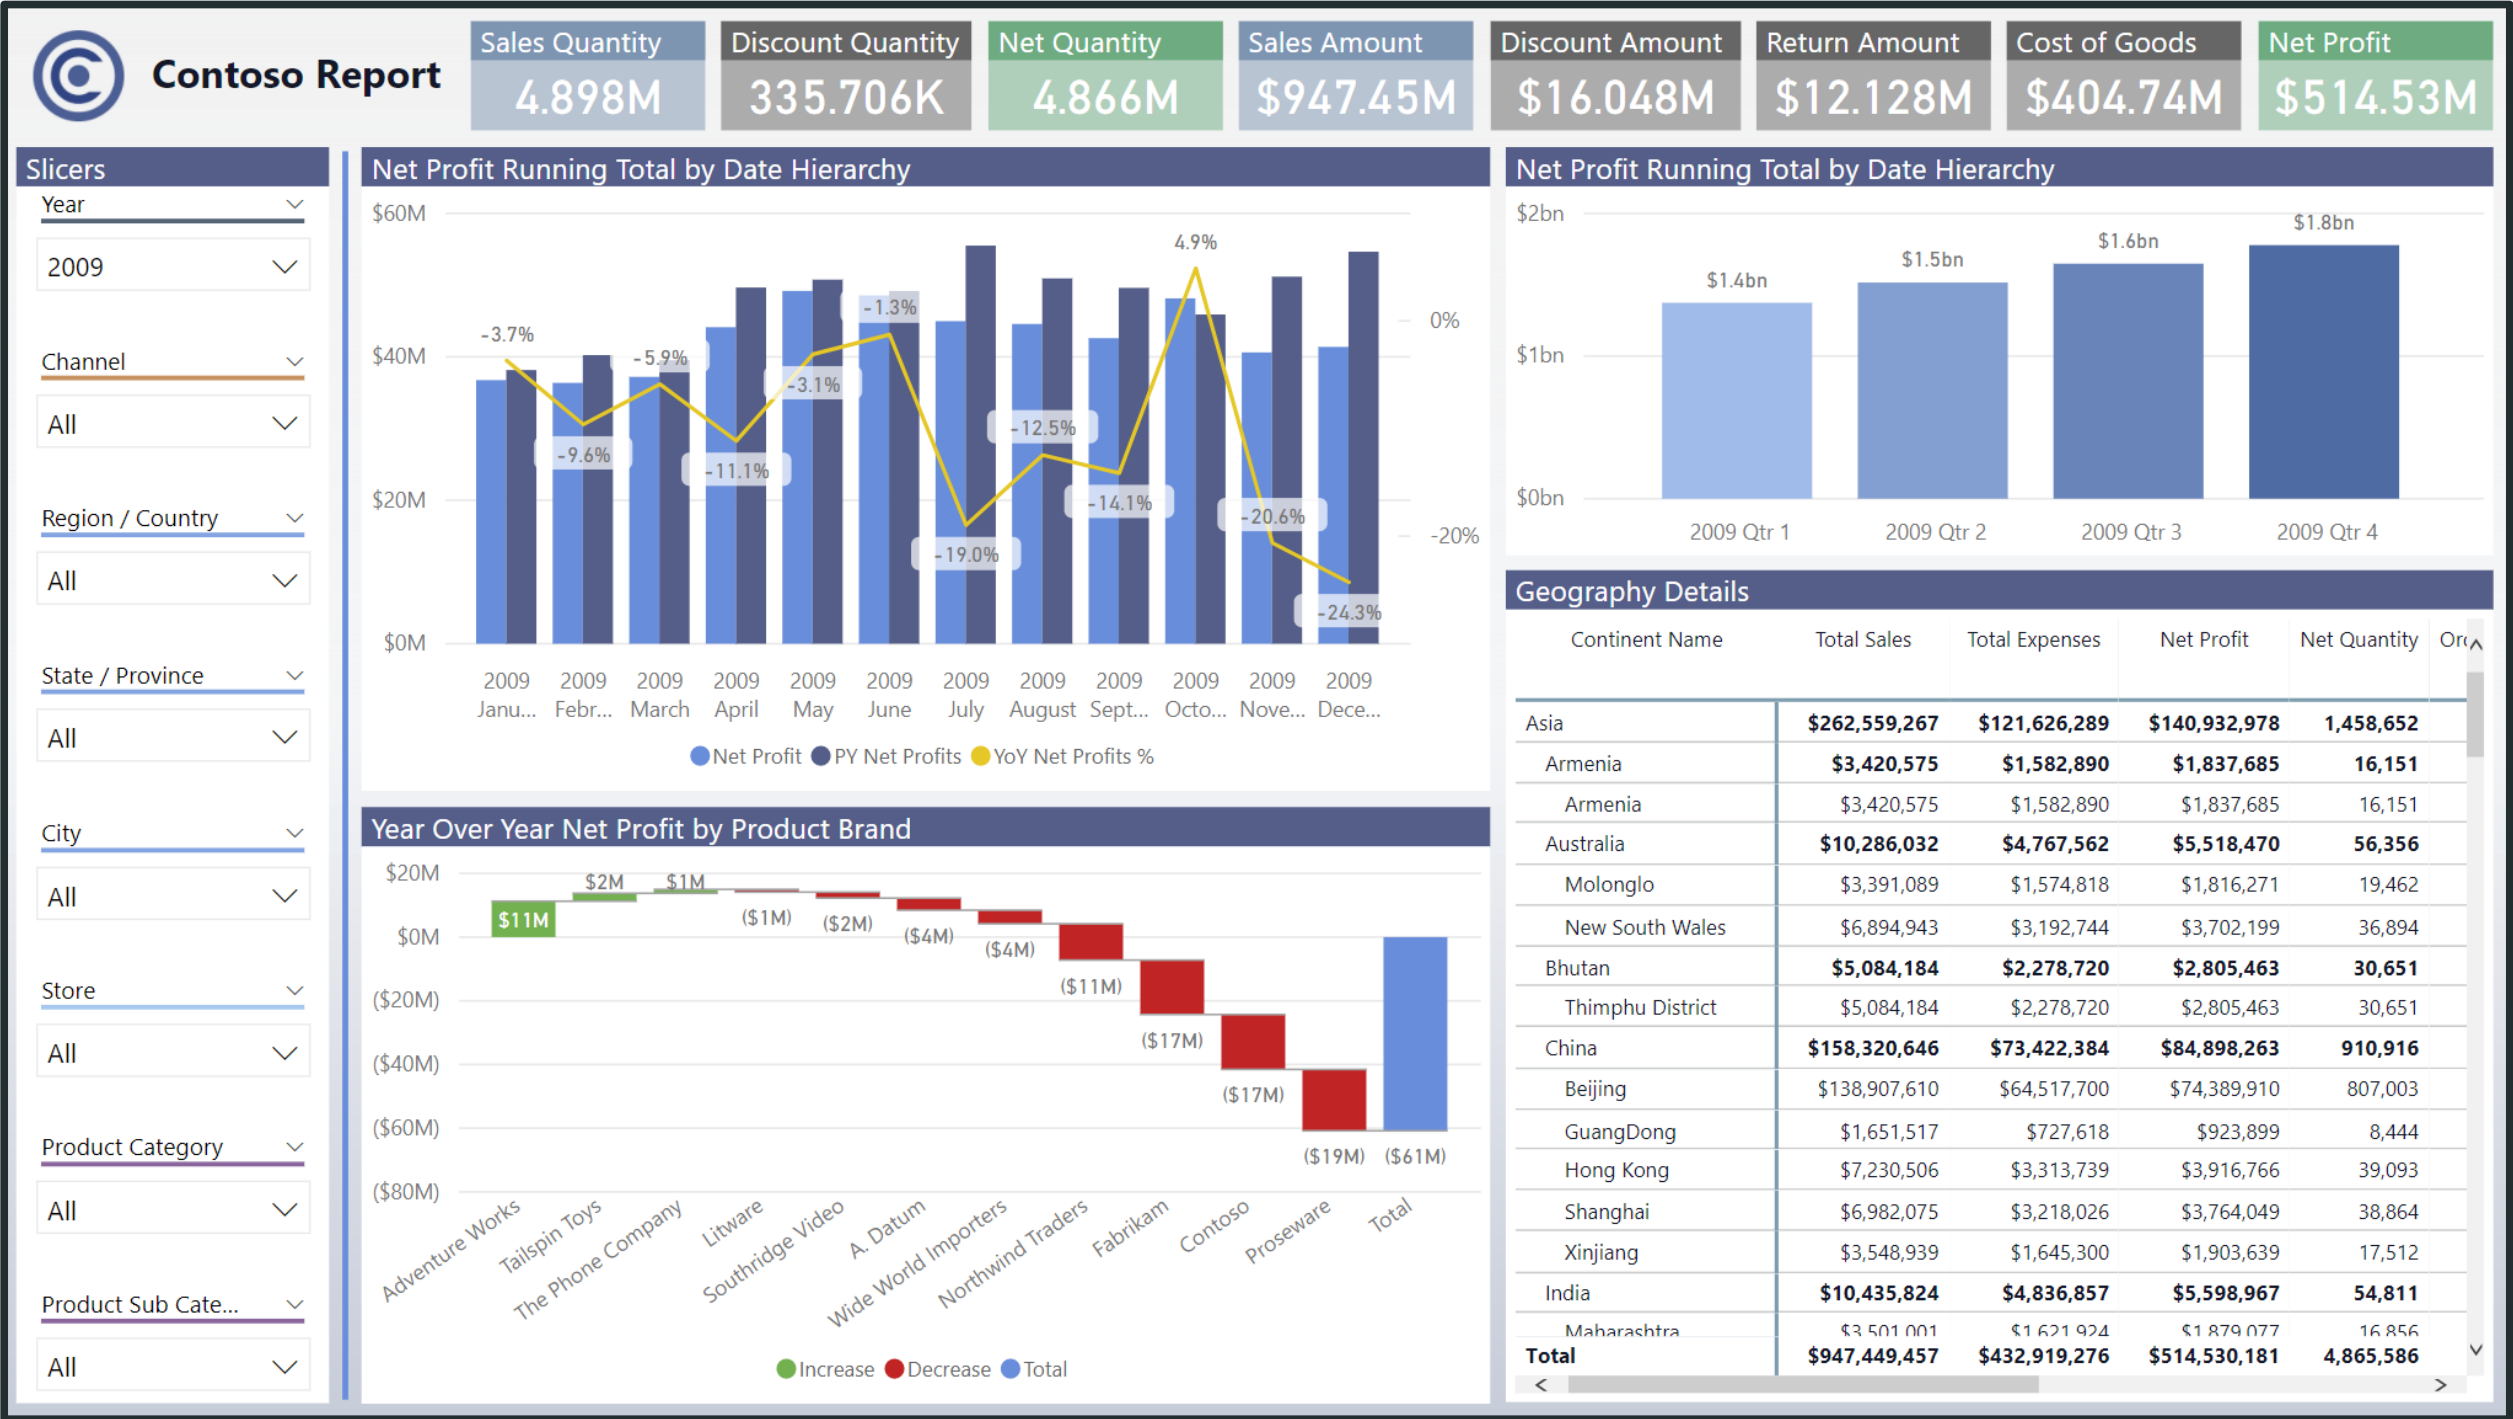 Contoso Report
Sales Quantity
4.898M
Discount Quantity
335.706K
Net Quantity
4.866M
Sales Amount
$947.45M
Discount Amount
$16.048M
Return Amount
$12.128M
Cost of Goods
$404.74M
Net Profit
$514.53M
Slicers
Year
2009
Channel
All
Region / Country
All
State / Province
All
City
All
Store
All
Product Category
All
Product Sub Cate...
All
Net Profit Running Total by Date Hierarchy
$60M
$40M
$20M
$0M
0%
-20%
-3.7%
-9.6%
-5.9%
-11.1%
-3.1%
-1.3%
-19.0%
-12.5%
-14.1%
4.9%
-20.6%
-24.3%
2009 2009 2009 2009 2009 2009 2009 2009 2009 2009 2009 2009
Janu... Febr... March April May June July August Sept... Octo... Nove... Dece...
Net Profit PY Net Profits YoY Net Profits %
Year Over Year Net Profit by Product Brand
$20M
$0M
($20M)
($40M)
($60M)
($80M)
$11M
$2M
$1M
($1M)
($2M)
($4M)
($4M)
($11M)
($17M)
($17M)
($19M)
($61M)
Adventure Works
Tailspin Toys
The Phone Company
Litware
Southridge Video
A. Datum
Wide World Importers
Northwind Traders
Fabrikam
Contoso
Proseware
Total
Increase Decrease Total
Net Profit Running Total by Date Hierarchy
$2bn
$1bn
$0bn
$1.4bn
$1.5bn
$1.6bn
$1.8bn
2009 Qtr 1 2009 Qtr 2 2009 Qtr 3 2009 Qtr 4
Geography Details
Continent Name Total Sales Total Expenses Net Profit Net Quantity Or
Asia $262,559,267 $121,626,289 $140,932,978 1,458,652
Armenia $3,420,575 $1,582,890 $1,837,685 16,151
Armenia $3,420,575 $1,582,890 $1,837,685 16,151
Australia $10,286,032 $4,767,562 $5,518,470 56,356
Molonglo $3,391,089 $1,574,818 $1,816,271 19,462
New South Wales $6,894,943 $3,192,744 $3,702,199 36,894
Bhutan $5,084,184 $2,278,720 $2,805,463 30,651
Thimphu District $5,084,184 $2,278,720 $2,805,463 30,651
China $158,320,646 $73,422,384 $84,898,263 910,916
Beijing $138,907,610 $64,517,700 $74,389,910 807,003
GuangDong $1,651,517 $727,618 $923,899 8,444
Hong Kong $7,230,506 $3,313,739 $3,916,766 39,093
Shanghai $6,982,075 $3,218,026 $3,764,049 38,864
Xinjiang $3,548,939 $1,645,300 $1,903,639 17,512
India $10,435,824 $4,836,857 $5,598,967 54,811
Maharashtra $3,501,001 $1,621,924 $1,879,077 16,856
Total $947,449,457 $432,919,276 $514,530,181 4,865,586